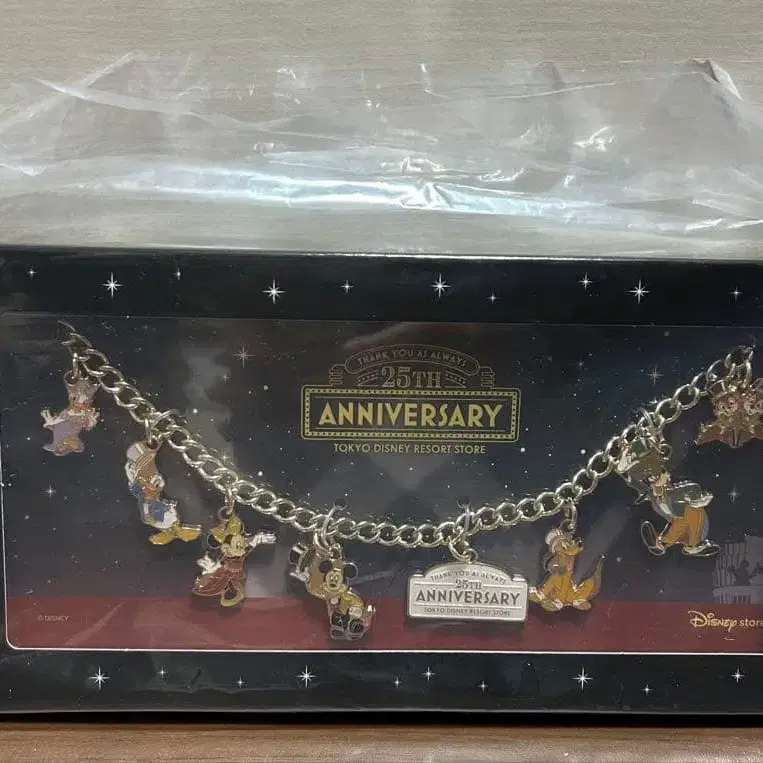 THANK YOU AS ALWAYS
25TH
ANNIVERSARY
TOKYO DISNEY RESORT STORE
THANK YOU AS ALWAYS
25TH
ANNIVERSARY
TOKYO DISNEY RESORT STORE
© DISNEY
Disney store